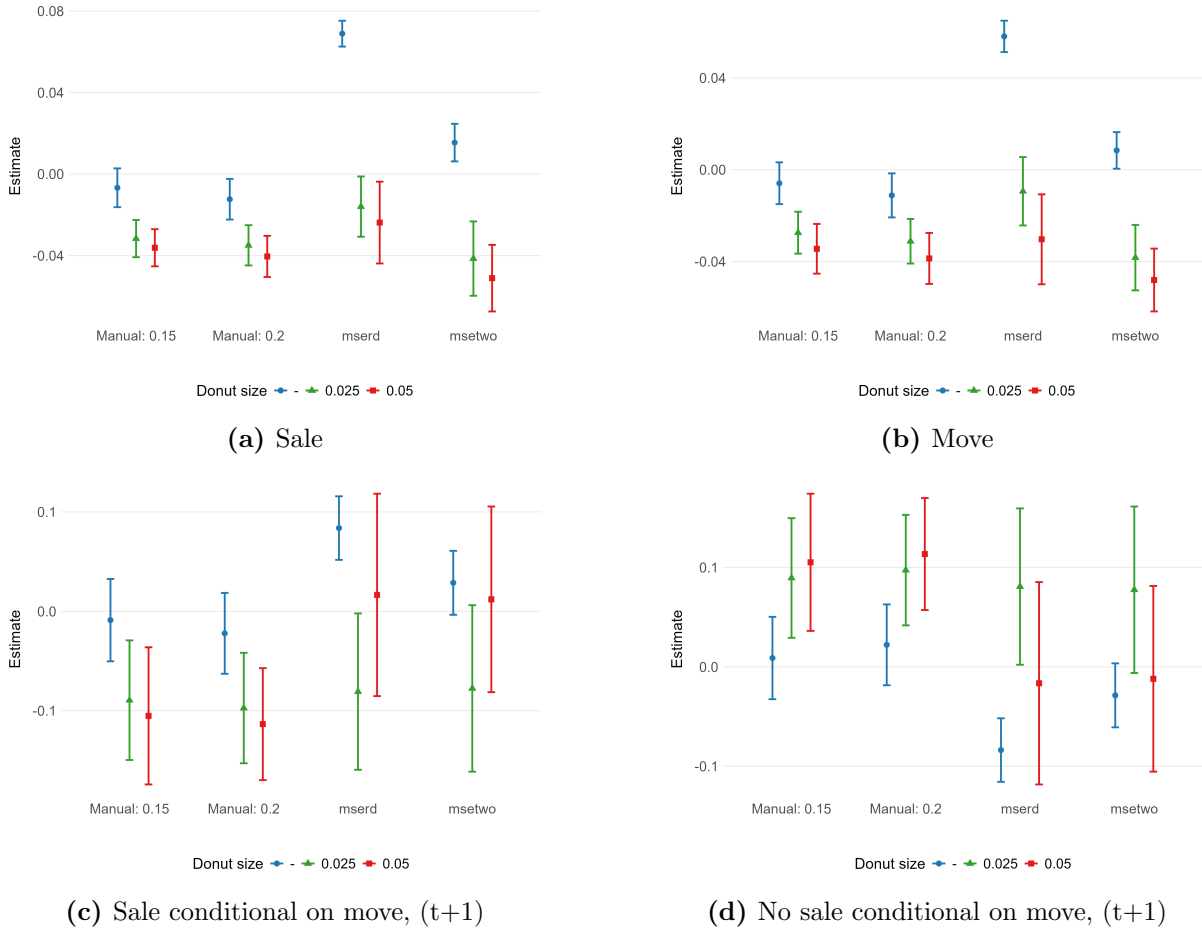 0.08
0.04
0.00
-0.04
Estimate
Manual: 0.15 Manual: 0.2 mserd msetwo
Donut size - 0.025 0.05
(a) Sale
0.04
0.00
-0.04
Estimate
Manual: 0.15 Manual: 0.2 mserd msetwo
Donut size - 0.025 0.05
(b) Move
0.1
0.0
-0.1
Estimate
Manual: 0.15 Manual: 0.2 mserd msetwo
Donut size - 0.025 0.05
(c) Sale conditional on move, (t+1)
0.1
0.0
-0.1
Estimate
Manual: 0.15 Manual: 0.2 mserd msetwo
Donut size - 0.025 0.05
(d) No sale conditional on move, (t+1)